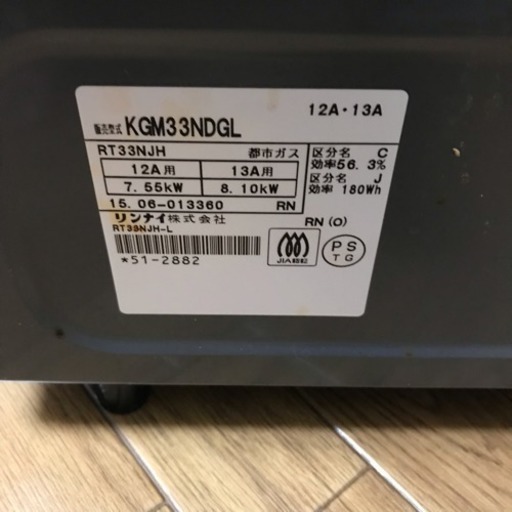 12A・13A
販売型式 KGM33NDGL
RT33NJH 都市ガス
12A用 13A用
7.55kW 8.10kW
区分名 C
効率56.3%
区分名 J
効率 180Wh
15.06-013360 RN
リンナイ株式会社
RN(O)
RT33NJH-L
*51-2882
JIA
PS
TG